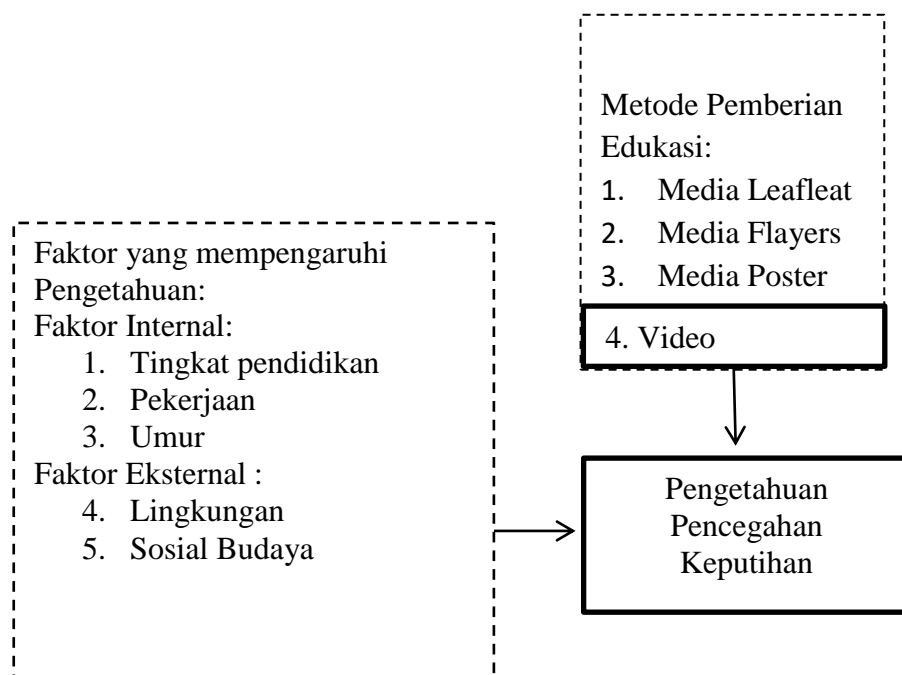 Metode Pemberian
Edukasi:
1. Media Leafleat
2. Media Flayers
3. Media Poster
4. Video
Faktor yang mempengaruhi
Pengetahuan:
Faktor Internal:
1. Tingkat pendidikan
2. Pekerjaan
3. Umur
Faktor Eksternal :
4. Lingkungan
5. Sosial Budaya
Pengetahuan
Pencegahan
Keputihan